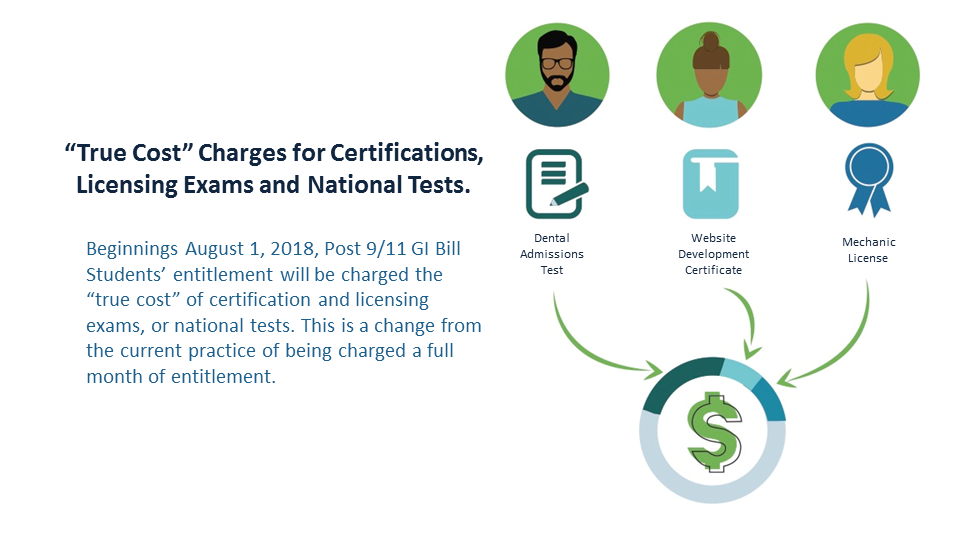 “True Cost” Charges for Certifications,
Licensing Exams and National Tests.
Beginnings August 1, 2018, Post 9/11 GI Bill
Students’ entitlement will be charged the
“true cost” of certification and licensing
exams, or national tests. This is a change from
the current practice of being charged a full
month of entitlement.
Dental
Admissions
Test
Website
Development
Certificate
Mechanic
License
$